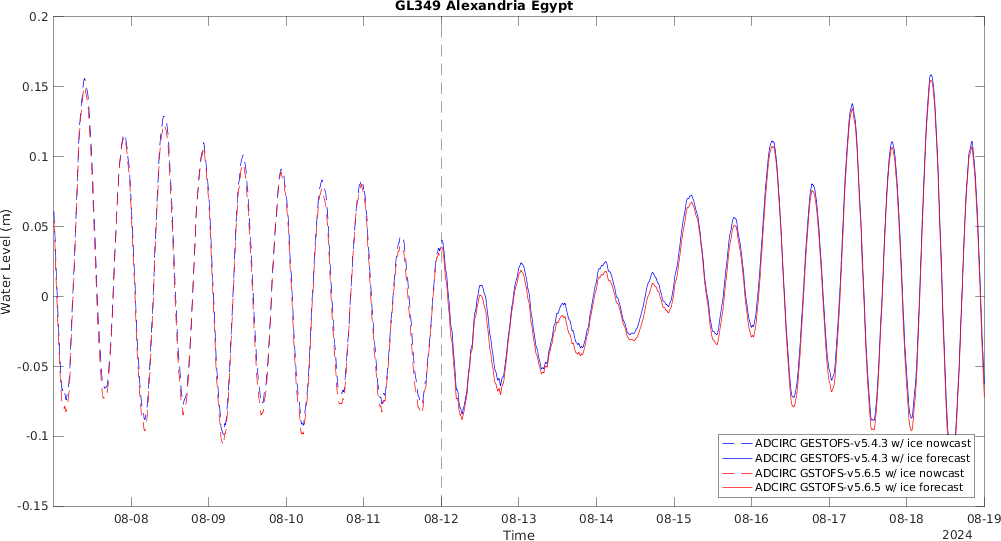 GL349 Alexandria Egypt
0.2
0.15
0.1
0.05
0
-0.05
-0.1
-0.15
Water Level (m)
ADCIRC GESTOFS-v5.4.3 w/ ice nowcast
ADCIRC GESTOFS-v5.4.3 w/ ice forecast
ADCIRC GSTOFS-v5.6.5 w/ ice nowcast
ADCIRC GSTOFS-v5.6.5 w/ ice forecast
08-08 08-09 08-10 08-11 08-12 08-13 08-14 08-15 08-16 08-17 08-18 08-19
Time
2024